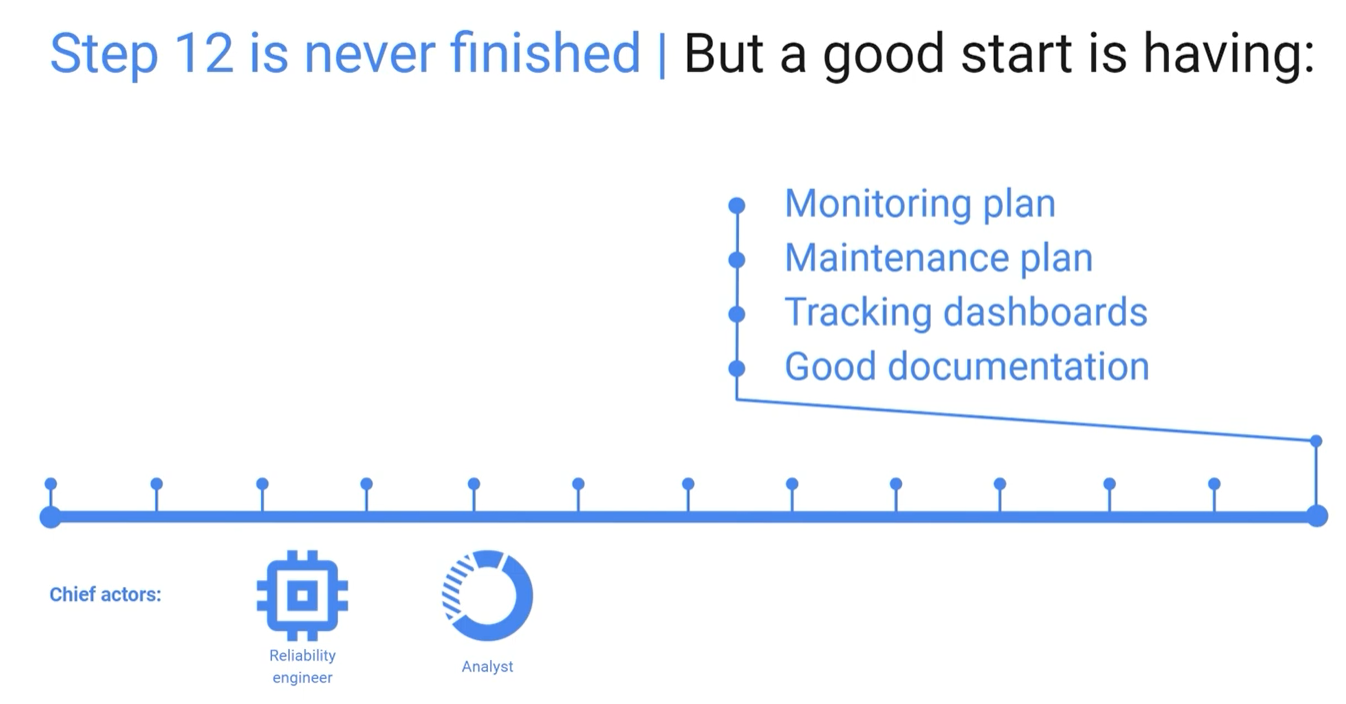 Step 12 is never finished | But a good start is having:
Monitoring plan
Maintenance plan
Tracking dashboards
Good documentation
Chief actors:
Reliability
engineer
Analyst